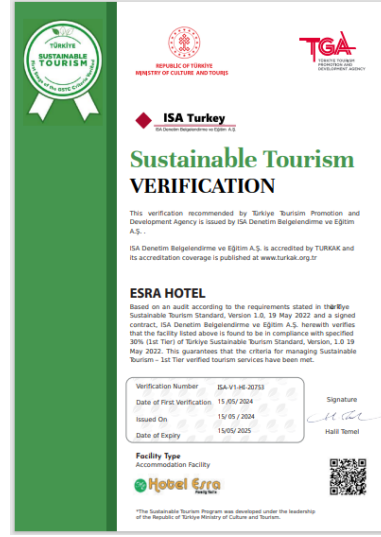 TÜRKİYE
SUSTAINABLE
TOURISM
REPUBLIC OF TÜRKİYE
MINISTRY OF CULTURE AND TOURIS
TGA
TÜRKİYE TOURISM
PROMOTION AND
DEVELOPMENT AGENCY
ISA Turkey
ISA Denetim Belgelendirme ve Eğitim A.Ş.
Sustainable Tourism
VERIFICATION
This verification recommended by Türkiye Tourisim Promotion and
Development Agency is issued by ISA Denetim Belgelendirme ve Eğitim
A.Ş. .
ISA Denetim Belgelendirme ve Eğitim A.Ş. is accredited by TURKAK and
its accreditation coverage is published at www.turkak.org.tr
ESRA HOTEL
Based on an audit according to the requirements stated in the
Sustainable Tourism Standard, Version 1.0, 19 May 2022 and a signed
contract, ISA Denetim Belgelendirme ve Eğitim A.Ş. herewith verifies
that the facility listed above is found to be in compliance with specified
30% (1st Tier) of Türkiye Sustainable Tourism Standard, Version, 1.0 19
May 2022. This guarantees that the criteria for managing Sustainable
Tourism – 1st Tier verified tourism services have been met.
Verification Number ISA-V1-HI-20753
Date of First Verification 15 /05 / 2024
Issued On 15/ 05 / 2024
Date of Expiry 15/05/ 2025
Signature
Halil Temel
Facility Type
Accommodation Facility
Hotel Esra
*The Sustainable Tourism Program was developed under the leadership
of the Republic of Türkiye Ministry of Culture and Tourism.